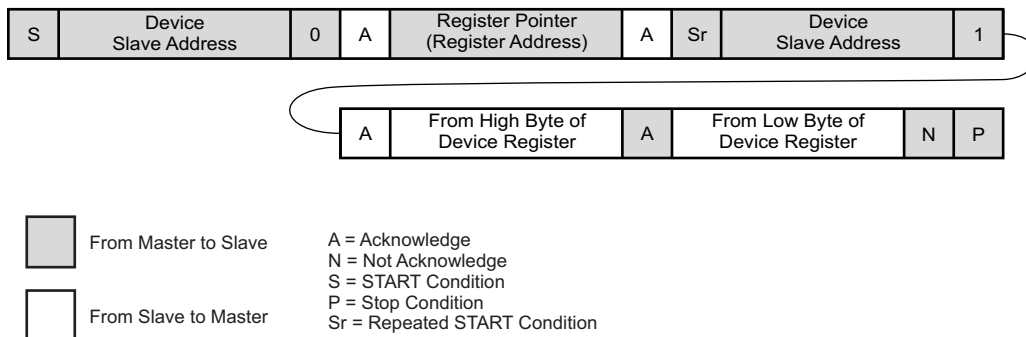 S Device Slave Address 0 A Register Pointer (Register Address) A Sr Device Slave Address 1
A From High Byte of Device Register A From Low Byte of Device Register N P
From Master to Slave
From Slave to Master
A = Acknowledge
N = Not Acknowledge
S = START Condition
P = Stop Condition
Sr = Repeated START Condition